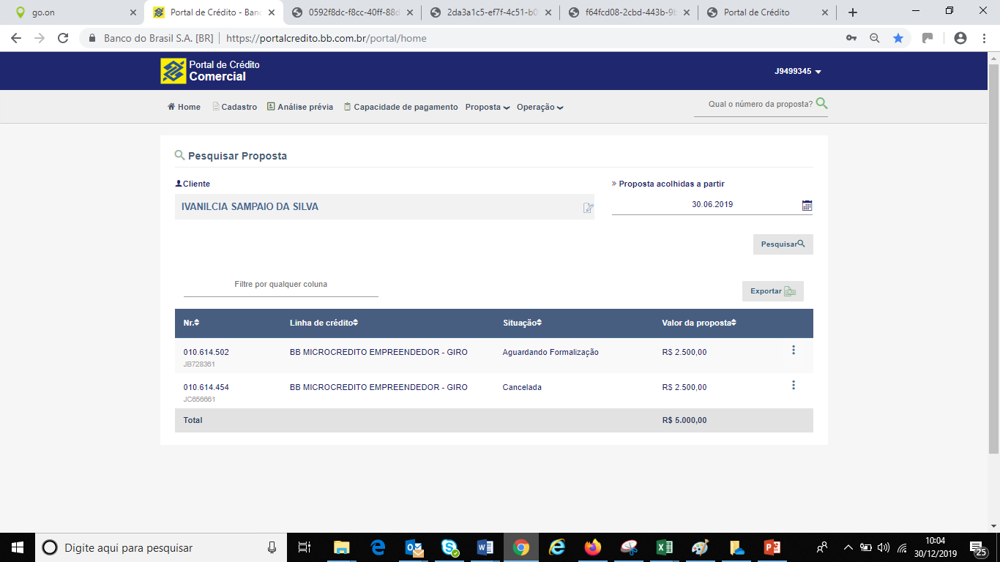 go.on
Portal de Crédito - Banc
0592f8dc-f8cc-40ff-88d
2da3a1c5-ef7f-4c51-b0
f64fcd08-2cbd-443b-9b
Portal de Crédito
Banco do Brasil S.A. [BR] https://portalcredito.bb.com.br/portal/home
Portal de Crédito
Comercial
J9499345
Home Cadastro Análise prévia Capacidade de pagamento Proposta Operação
Qual o número da proposta?
Pesquisar Proposta
Cliente
» Proposta acolhidas a partir
IVANILCIA SAMPAIO DA SILVA
30.06.2019
Pesquisar
Filtre por qualquer coluna
Exportar
Nr. Linha de crédito Situação Valor da proposta
010.614.502 BB MICROCREDITO EMPREENDEDOR - GIRO Aguardando Formalização R$ 2.500,00
JB728361
010.614.454 BB MICROCREDITO EMPREENDEDOR - GIRO Cancelada R$ 2.500,00
JC656661
Total R$ 5.000,00
Digite aqui para pesquisar
10:04
30/12/2019
25